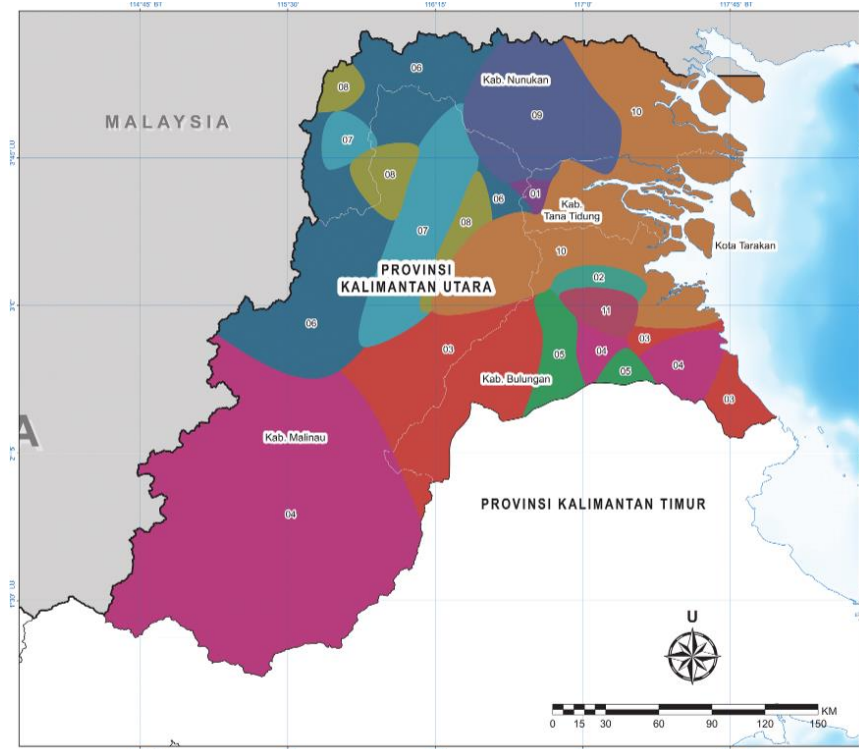 114°45' BT
115°30'
116°15'
117°0'
117°45' BT
06
08
Kab. Nunukan
MALAYSIA
09
10
07
08
01
06
Kab.
Tana Tidung
08
07
Kota Tarakan
10
PROVINSI
KALIMANTAN UTARA
02
3°0'
11
06
03
03
04
05
04
Kab. Bulungan
05
03
A
Kab. Malinau
PROVINSI KALIMANTAN TIMUR
04
U
KM
0 15 30 60 90 120 150